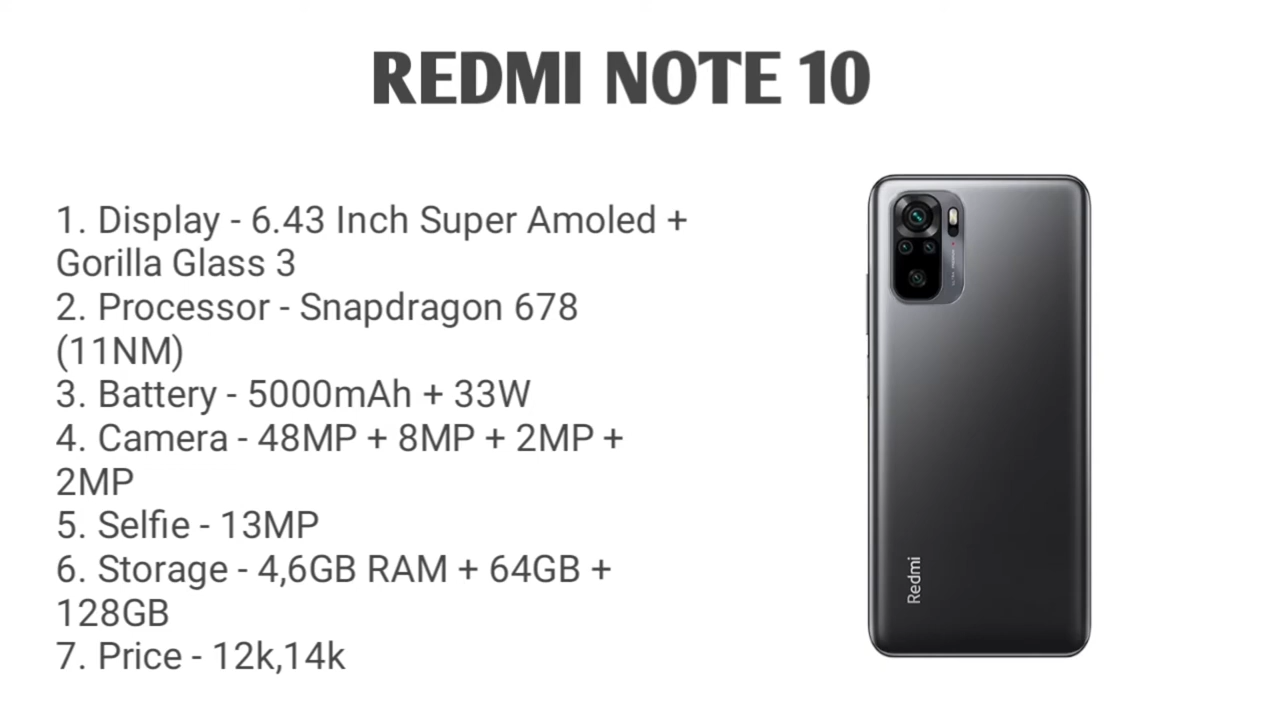 REDMI NOTE 10
1. Display - 6.43 Inch Super Amoled +
Gorilla Glass 3
2. Processor - Snapdragon 678
(11NM)
3. Battery - 5000mAh + 33W
4. Camera - 48MP + 8MP + 2MP +
2MP
5. Selfie - 13MP
6. Storage - 4,6GB RAM + 64GB +
128GB
7. Price - 12k,14k
Redmi